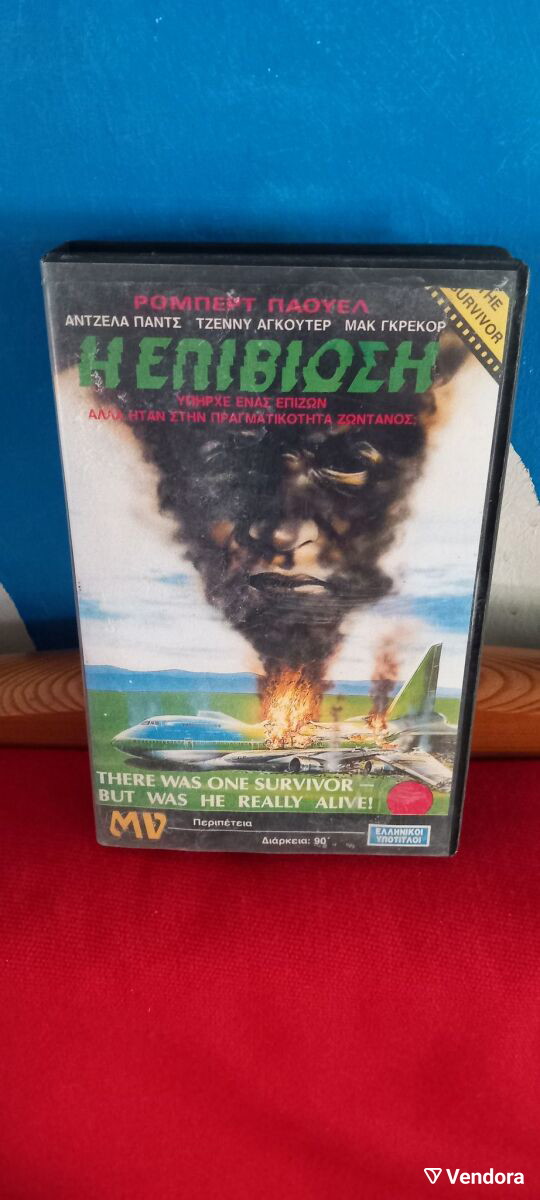 ΡΟΜΠΕΡΤ ΠΑΟΥΕΛ
ΑΝΤΖΕΛΑ ΠΑΝΤΣ ΤΖΕΝΝΥ ΑΓΚΟΥΤΕΡ ΜΑΚ ΓΚΡΕΚΟΡ
THE
SURVIVOR
Η ΕΠΙΒΙΩΣΗ
ΥΠΗΡΧΕ ΕΝΑΣ ΕΠΙΖΩΝ
ΑΛΛΑ ΗΤΑΝ ΣΤΗΝ ΠΡΑΓΜΑΤΙΚΟΤΗΤΑ ΖΩΝΤΑΝΟΣ;
THERE WAS ONE SURVIVOR –
BUT WAS HE REALLY ALIVE!
MV
Περιπέτεια
Διάρκεια: 90΄
ΕΛΛΗΝΙΚΟΙ
ΥΠΟΤΙΤΛΟΙ
Vendora